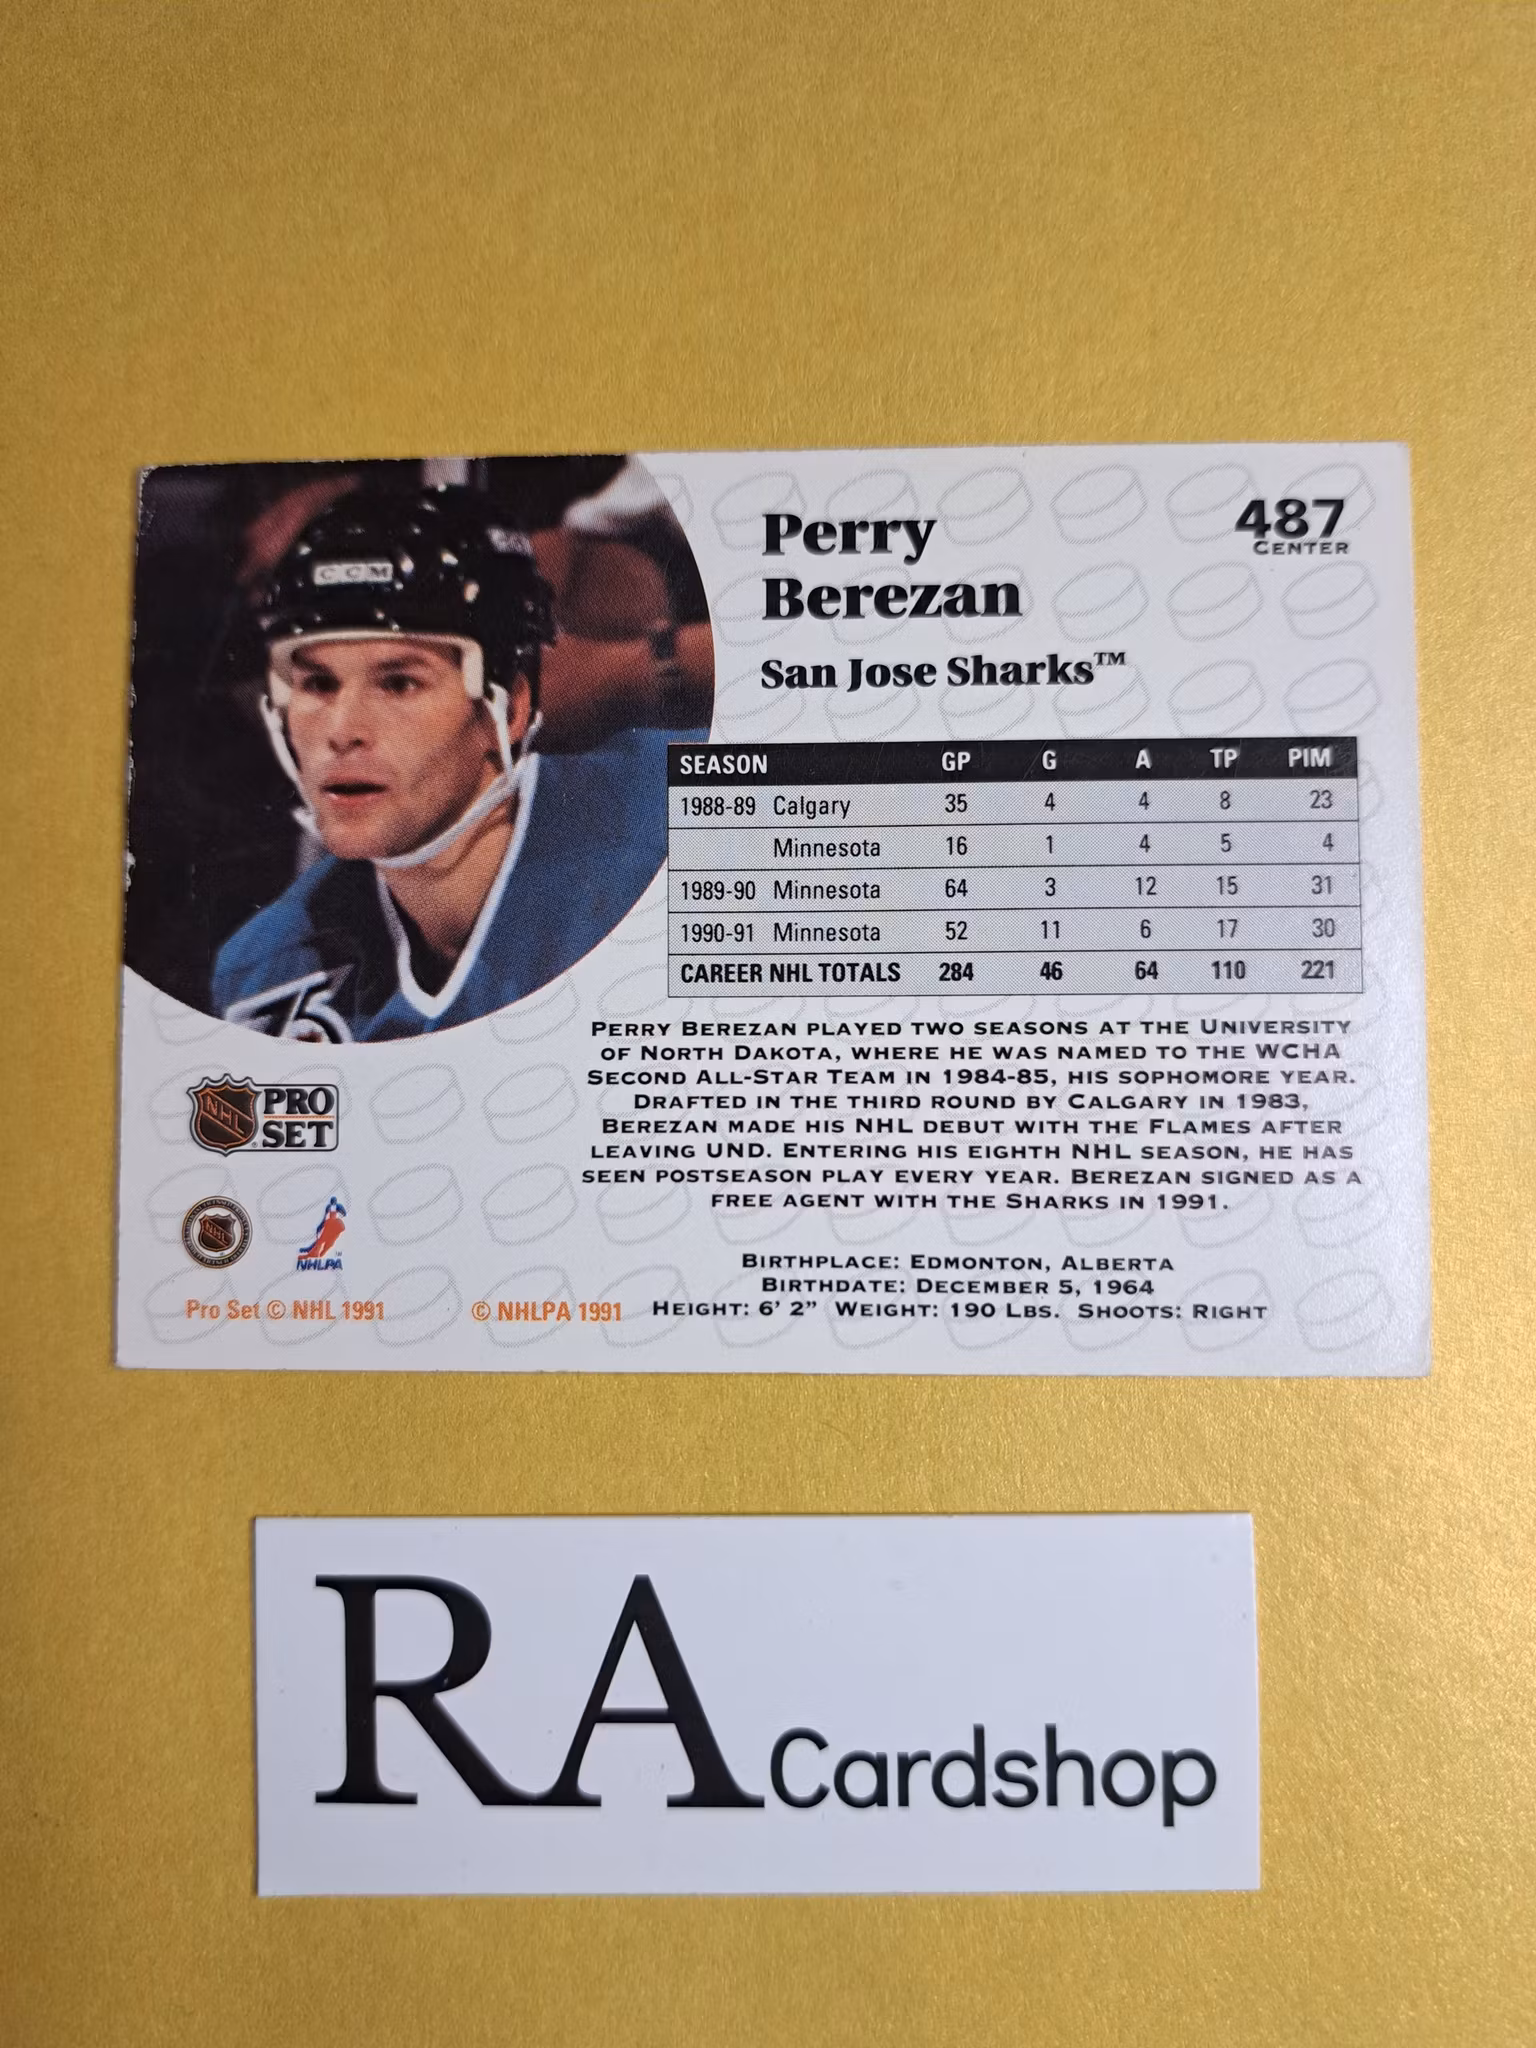 CCM
Perry
Berezan
San Jose Sharks™
487
CENTER
SEASON GP G A TP PIM
1988-89 Calgary 35 4 4 8 23
Minnesota 16 1 4 5 4
1989-90 Minnesota 64 3 12 15 31
1990-91 Minnesota 52 11 6 17 30
CAREER NHL TOTALS 284 46 64 110 221
PERRY BEREZAN PLAYED TWO SEASONS AT THE UNIVERSITY
OF NORTH DAKOTA, WHERE HE WAS NAMED TO THE WCHA
SECOND ALL-STAR TEAM IN 1984-85, HIS SOPHOMORE YEAR.
DRAFTED IN THE THIRD ROUND BY CALGARY IN 1983,
BEREZAN MADE HIS NHL DEBUT WITH THE FLAMES AFTER
LEAVING UND. ENTERING HIS EIGHTH NHL SEASON, HE HAS
SEEN POSTSEASON PLAY EVERY YEAR. BEREZAN SIGNED AS A
FREE AGENT WITH THE SHARKS IN 1991.
NHL PRO
SET
NHL
NHLPA
BIRTHPLACE: EDMONTON, ALBERTA
BIRTHDATE: DECEMBER 5, 1964
HEIGHT: 6' 2" WEIGHT: 190 LBS. SHOOTS: RIGHT
Pro Set © NHL 1991 © NHLPA 1991
RA Cardshop